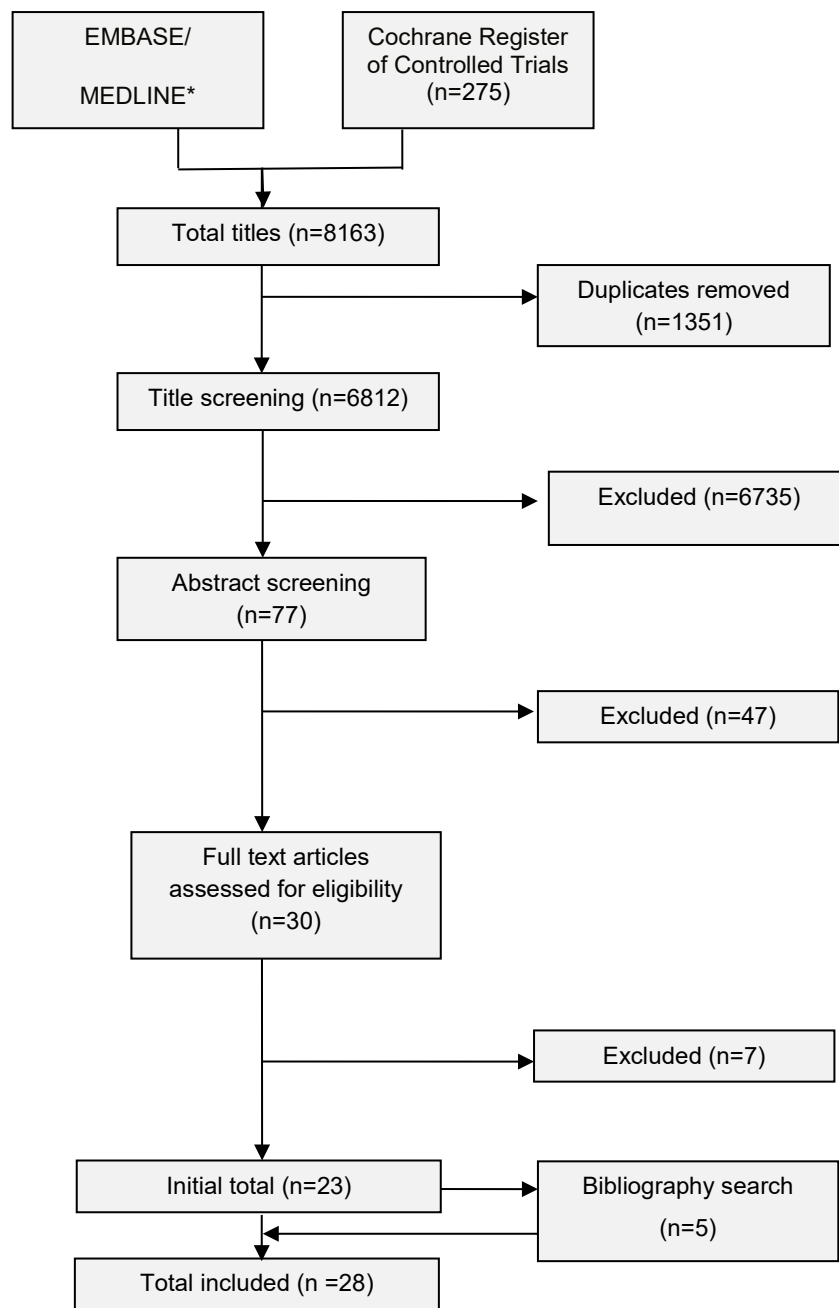 EMBASE/
MEDLINE*
Cochrane Register
of Controlled Trials
(n=275)
Total titles (n=8163)
Duplicates removed
(n=1351)
Title screening (n=6812)
Excluded (n=6735)
Abstract screening
(n=77)
Excluded (n=47)
Full text articles
assessed for eligibility
(n=30)
Excluded (n=7)
Initial total (n=23)
Bibliography search
(n=5)
Total included (n =28)